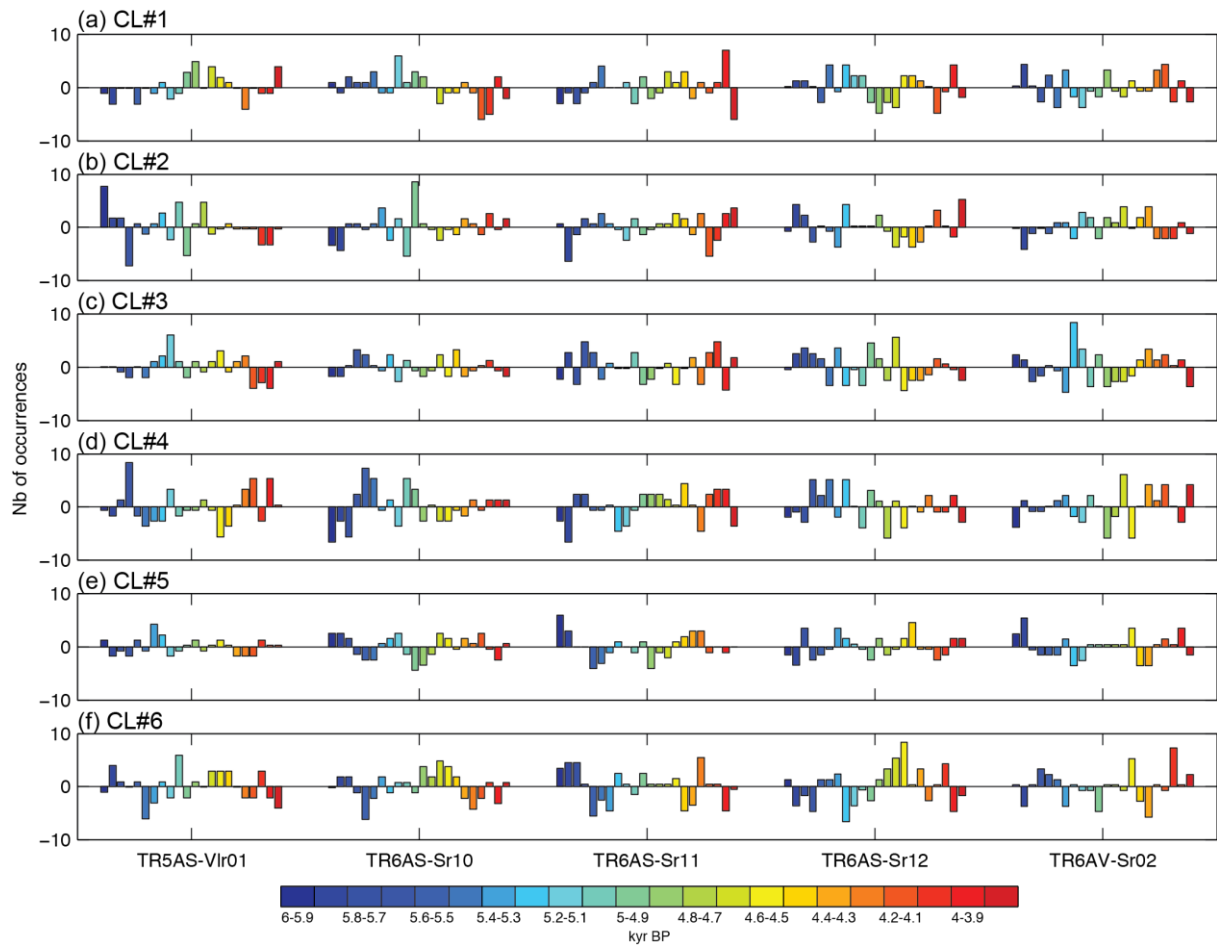 (a) CL#1
10
0
−10
(b) CL#2
10
0
−10
(c) CL#3
10
0
−10
(d) CL#4
10
0
−10
(e) CL#5
10
0
−10
(f) CL#6
10
0
−10
Nb of occurrences
TR5AS-Vlr01 TR6AS-Sr10 TR6AS-Sr11 TR6AS-Sr12 TR6AV-Sr02
6-5.9 5.8-5.7 5.6-5.5 5.4-5.3 5.2-5.1 5-4.9 4.8-4.7 4.6-4.5 4.4-4.3 4.2-4.1 4-3.9
kyr BP